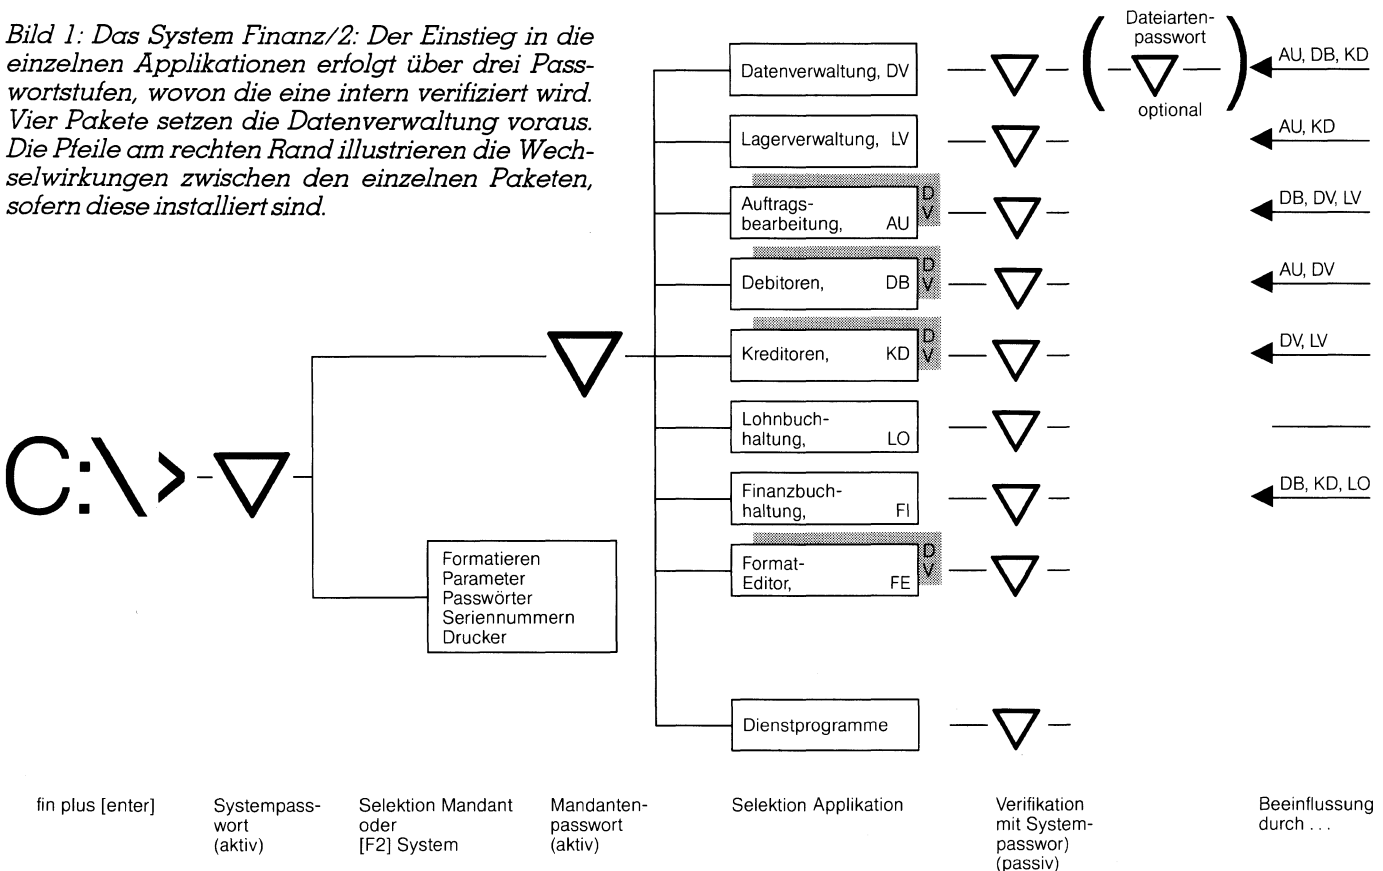 Bild 1: Das System Finanz/2: Der Einstieg in die
einzelnen Applikationen erfolgt über drei Pass-
wortstufen, wovon die eine intern verifiziert wird.
Vier Pakete setzen die Datenverwaltung voraus.
Die Pfeile am rechten Rand illustrieren die Wech-
selwirkungen zwischen den einzelnen Paketen,
sofern diese installiert sind.
Dateiarten-
passwort
optional
Datenverwaltung, DV
AU, DB, KD
Lagerverwaltung, LV
AU, KD
Auftrags-
bearbeitung, AU
D
V
DB, DV, LV
Debitoren, DB
D
V
AU, DV
Kreditoren, KD
D
V
DV, LV
Lohnbuch-
haltung, LO
Finanzbuch-
haltung, FI
DB, KD, LO
Format-
Editor, FE
D
V
Dienstprogramme
C:\>
Formatieren
Parameter
Passwörter
Seriennummern
Drucker
fin plus [enter]
Systempass-
wort
(aktiv)
Selektion Mandant
oder
[F2] System
Mandanten-
passwort
(aktiv)
Selektion Applikation
Verifikation
mit System-
passwor)
(passiv)
Beeinflussung
durch ...